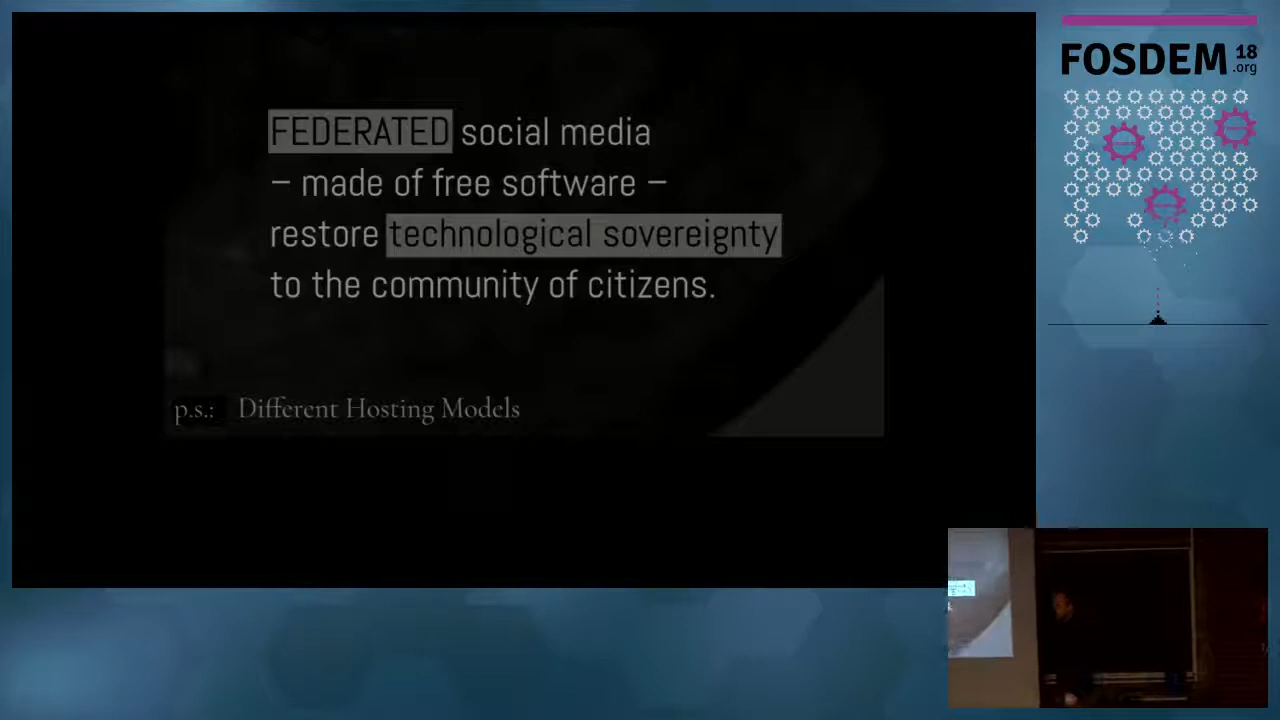 FEDERATED social media
– made of free software –
restore technological sovereignty
to the community of citizens.
p.s.: Different Hosting Models
FOSDEM 18
.org